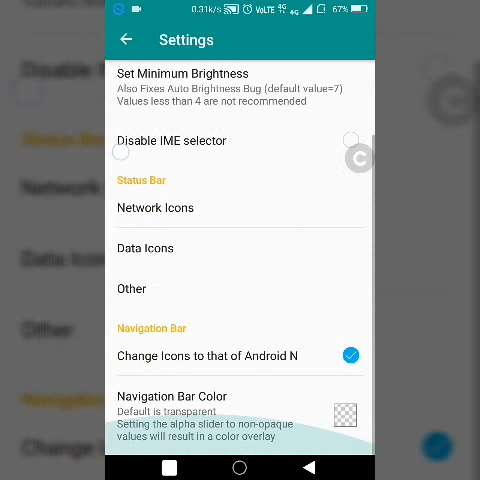 0.31k/s VoLTE 4G 4G 67%
Settings
Set Minimum Brightness
Also Fixes Auto Brightness Bug (default value=7)
Values less than 4 are not recommended
Disable IME selector
Status Bar
Network Icons
Data Icons
Other
Navigation Bar
Change Icons to that of Android N
Navigation Bar Color
Default is transparent
Setting the alpha slider to non-opaque
values will result in a color overlay